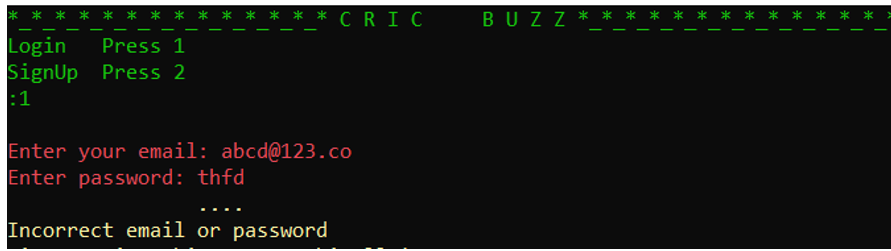 *_*_*_*_*_*_*_*_*_*_*_*_*_*_* C R I C    B U Z Z *_*_*_*_*_*_*_*_*_*_*_*_*_*_*
Login   Press 1
SignUp  Press 2
:1
Enter your email: abcd@123.co
Enter password: thfd
....
Incorrect email or password